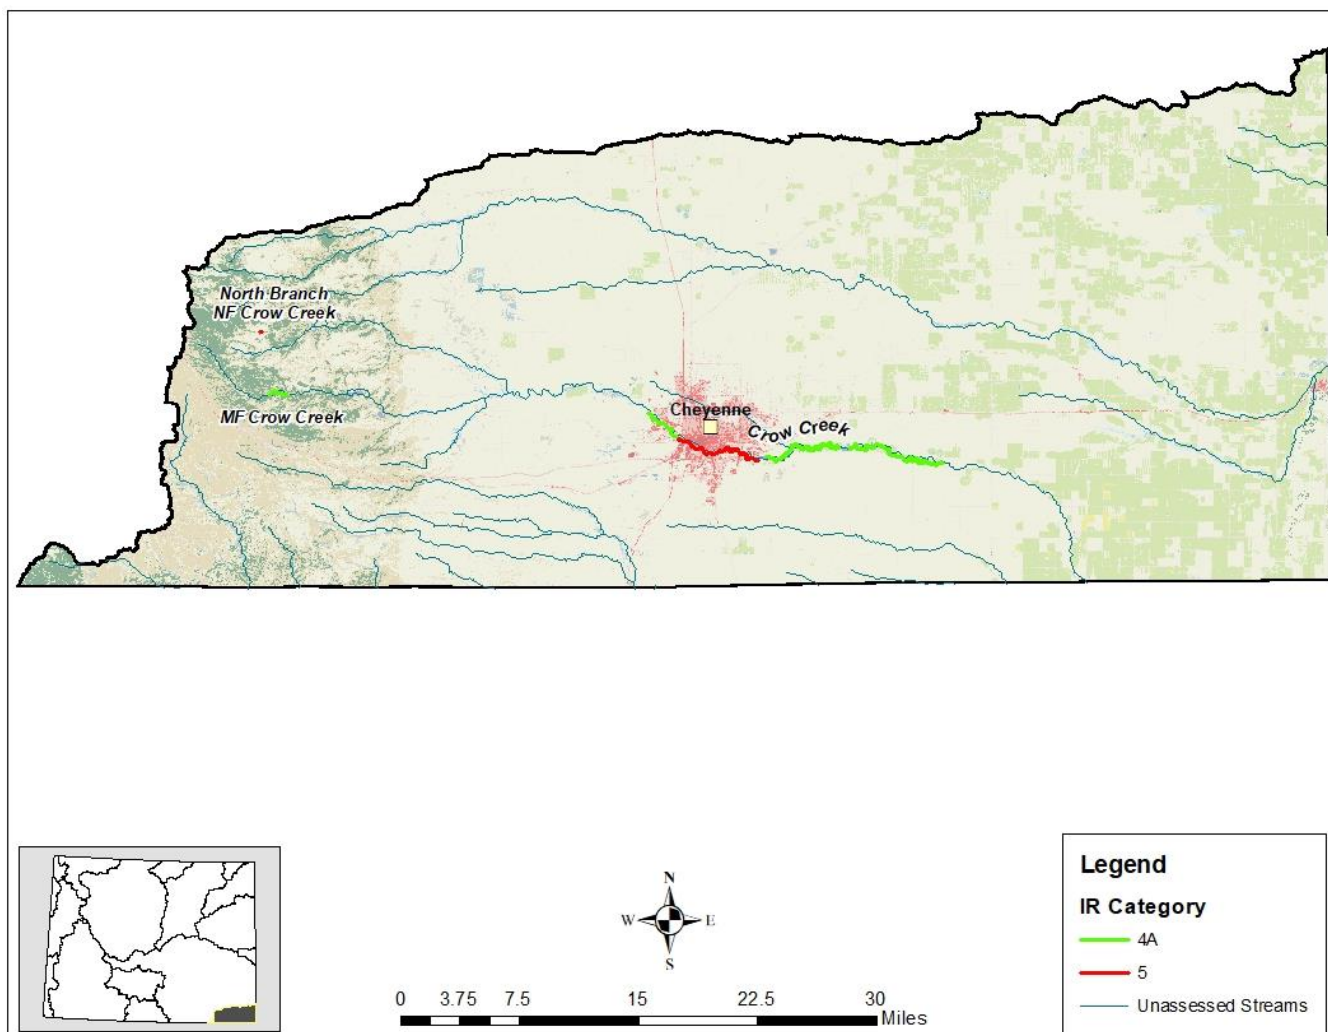 North Branch
NF Crow Creek
MF Crow Creek
Cheyenne
Crow Creek
N
W
E
S
0 3.75 7.5 15 22.5 30
Miles
Legend
IR Category
4A
5
Unassessed Streams